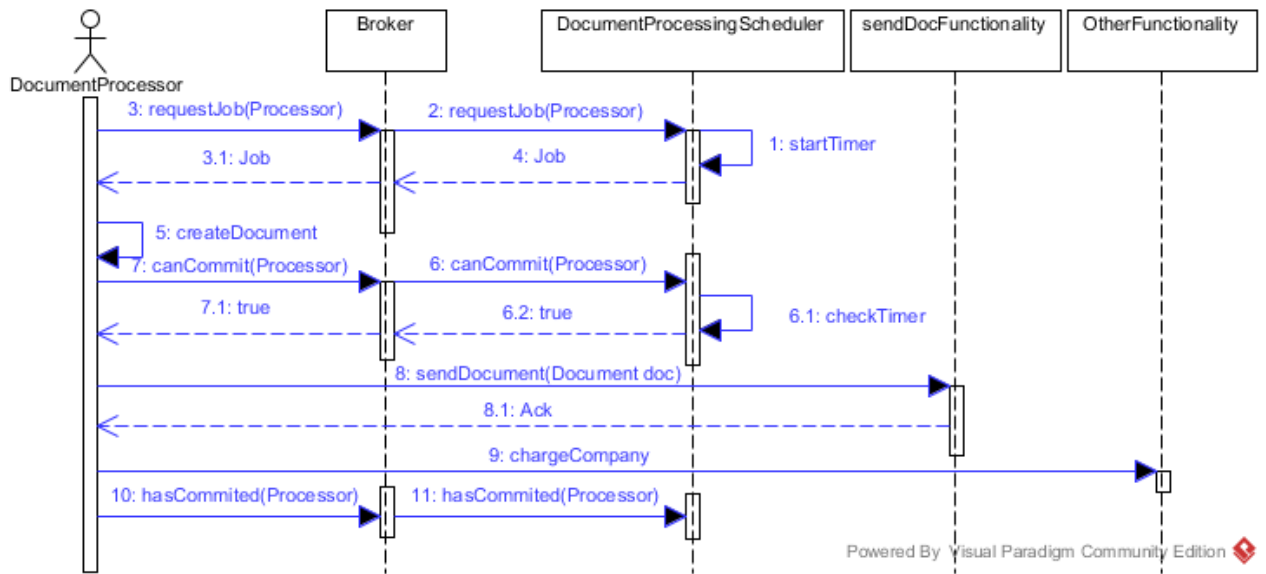 Broker
DocumentProcessingScheduler
sendDocFunctionality
OtherFunctionality
DocumentProcessor
3: requestJob(Processor)
2: requestJob(Processor)
1: startTimer
3.1: Job
4: Job
5: createDocument
7: canCommit(Processor)
6: canCommit(Processor)
7.1: true
6.2: true
6.1: checkTimer
8: sendDocument(Document doc)
8.1: Ack
9: chargeCompany
10: hasCommited(Processor)
11: hasCommited(Processor)
Powered By Visual Paradigm Community Edition